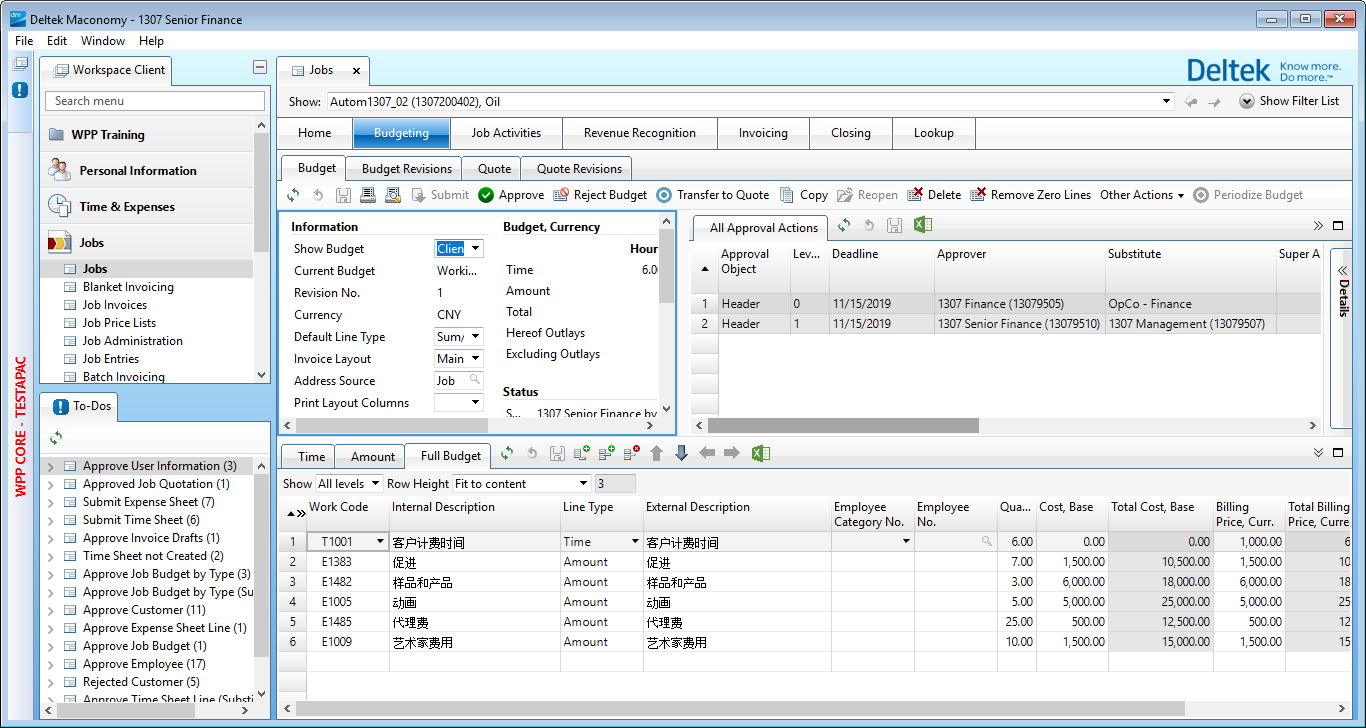 dm Deltek Maconomy - 1307 Senior Finance
File Edit Window Help
Workspace Client
Jobs
Deltek Know more. Do more.™
Search menu
Show: Autom1307_02 (1307200402), Oil
Show Filter List
WPP Training
Personal Information
Time & Expenses
Jobs
Jobs
Blanket Invoicing
Job Invoices
Job Price Lists
Job Administration
Job Entries
Batch Invoicing
WPP CORE - TESTAPAC
To-Dos
Approve User Information (3)
Approved Job Quotation (1)
Submit Expense Sheet (7)
Submit Time Sheet (6)
Approve Invoice Drafts (1)
Time Sheet not Created (2)
Approve Job Budget by Type (3)
Approve Job Budget by Type (Su
Approve Customer (11)
Approve Expense Sheet Line (1)
Approve Job Budget (1)
Approve Employee (17)
Rejected Customer (5)
Approve Time Sheet Line (Substi
Home Budgeting Job Activities Revenue Recognition Invoicing Closing Lookup
Budget Budget Revisions Quote Quote Revisions
Submit Approve Reject Budget Transfer to Quote Copy Reopen Delete Remove Zero Lines Other Actions Periodize Budget
Information
Show Budget Clien
Current Budget Worki...
Revision No. 1
Currency CNY
Default Line Type Sum/
Invoice Layout Main
Address Source Job
Print Layout Columns
Budget, Currency
Hour
Time 6.0
Amount
Total
Hereof Outlays
Excluding Outlays
Status
S... 1307 Senior Finance by
All Approval Actions
Approval Object Lev... Deadline Approver Substitute Super A
1 Header 0 11/15/2019 1307 Finance (13079505) OpCo - Finance
2 Header 1 11/15/2019 1307 Senior Finance (13079510) 1307 Management (13079507)
Details
Time Amount Full Budget
Show All levels Row Height Fit to content 3
Work Code Internal Description Line Type External Description Employee Category No. Employee No. Qua... Cost, Base Total Cost, Base Billing Price, Curr. Total Billing Price, Curre
1 T1001 客户计费时间 Time 客户计费时间 6.00 0.00 0.00 1,000.00 6
2 E1383 促进 Amount 促进 7.00 1,500.00 10,500.00 1,500.00 10
3 E1482 样品和产品 Amount 样品和产品 3.00 6,000.00 18,000.00 6,000.00 18
4 E1005 动画 Amount 动画 5.00 5,000.00 25,000.00 5,000.00 25
5 E1485 代理费 Amount 代理费 25.00 500.00 12,500.00 500.00 12
6 E1009 艺术家费用 Amount 艺术家费用 10.00 1,500.00 15,000.00 1,500.00 15